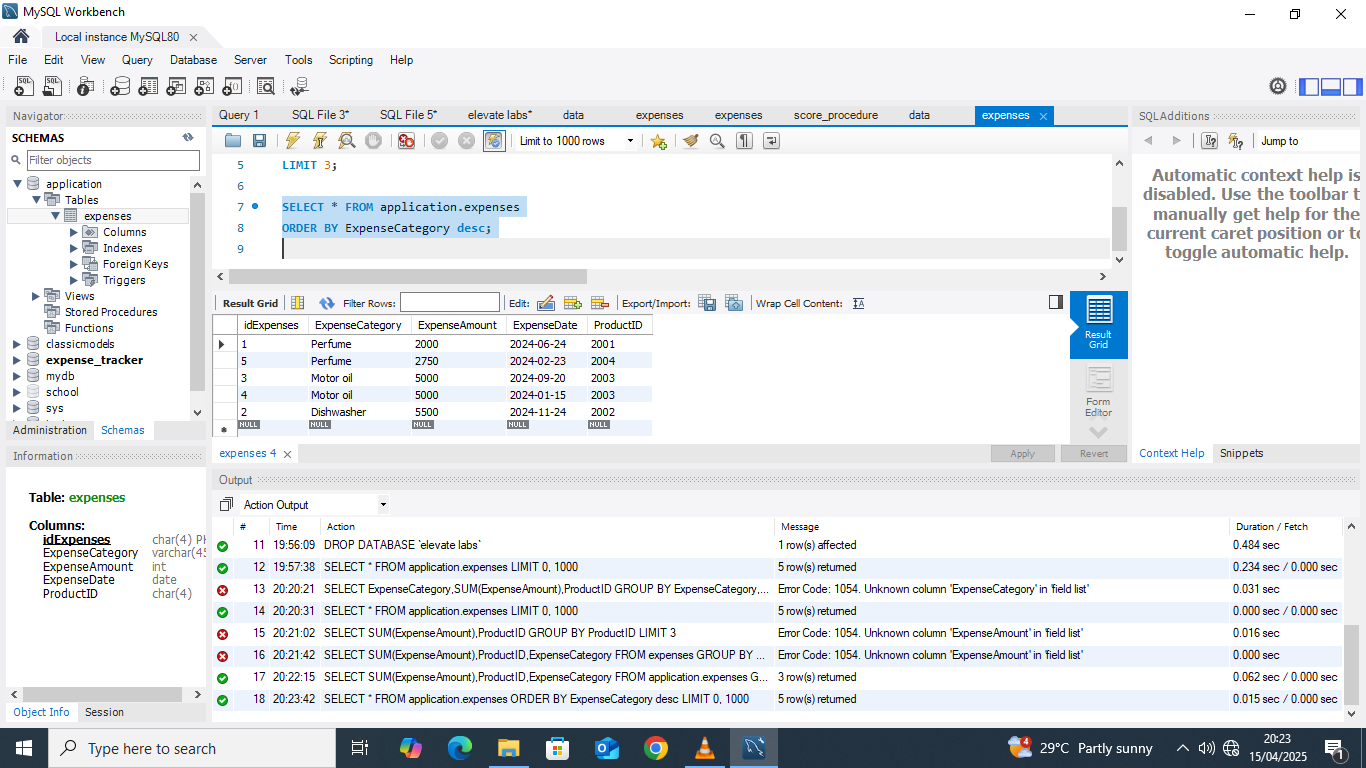 MySQL Workbench
Local instance MySQL80
File Edit View Query Database Server Tools Scripting Help
Navigator
SCHEMAS
Filter objects
application
Tables
expenses
Columns
Indexes
Foreign Keys
Triggers
Views
Stored Procedures
Functions
classicmodels
expense_tracker
mydb
school
sys
Administration Schemas
Information
Table: expenses
Columns:
idExpenses char(4) PK
ExpenseCategory varchar(45
ExpenseAmount int
ExpenseDate date
ProductID char(4)
Object Info Session
Query 1 SQL File 3* SQL File 5* elevate labs* data expenses expenses score_procedure data expenses
Limit to 1000 rows
5 LIMIT 3;
6
7 SELECT * FROM application.expenses
8 ORDER BY ExpenseCategory desc;
9
Result Grid Filter Rows: Edit: Export/Import: Wrap Cell Content:
idExpenses ExpenseCategory ExpenseAmount ExpenseDate ProductID
1 Perfume 2000 2024-06-24 2001
5 Perfume 2750 2024-02-23 2004
3 Motor oil 5000 2024-09-20 2003
4 Motor oil 5000 2024-01-15 2003
2 Dishwasher 5500 2024-11-24 2002
NULL NULL NULL NULL NULL
Result
Grid
Form
Editor
expenses 4
Apply Revert
SQLAdditions
Jump to
Automatic context help is
disabled. Use the toolbar t
manually get help for the
current caret position or to
toggle automatic help.
Context Help Snippets
Output
Action Output
# Time Action Message Duration / Fetch
11 19:56:09 DROP DATABASE `elevate labs` 1 row(s) affected 0.484 sec
12 19:57:38 SELECT * FROM application.expenses LIMIT 0, 1000 5 row(s) returned 0.234 sec / 0.000 sec
13 20:20:21 SELECT ExpenseCategory,SUM(ExpenseAmount),ProductID GROUP BY ExpenseCategory,... Error Code: 1054. Unknown column 'ExpenseCategory' in 'field list' 0.031 sec
14 20:20:31 SELECT * FROM application.expenses LIMIT 0, 1000 5 row(s) returned 0.000 sec / 0.000 sec
15 20:21:02 SELECT SUM(ExpenseAmount),ProductID GROUP BY ProductID LIMIT 3 Error Code: 1054. Unknown column 'ExpenseAmount' in 'field list' 0.016 sec
16 20:21:42 SELECT SUM(ExpenseAmount),ProductID,ExpenseCategory FROM expenses GROUP BY ... Error Code: 1054. Unknown column 'ExpenseAmount' in 'field list' 0.000 sec
17 20:22:15 SELECT SUM(ExpenseAmount),ProductID,ExpenseCategory FROM application.expenses G... 3 row(s) returned 0.062 sec / 0.000 sec
18 20:23:42 SELECT * FROM application.expenses ORDER BY ExpenseCategory desc LIMIT 0, 1000 5 row(s) returned 0.015 sec / 0.000 sec
Type here to search
29°C Partly sunny
20:23
15/04/2025
1